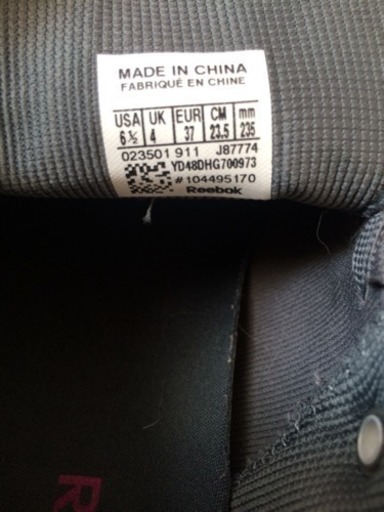 MADE IN CHINA
FABRIQUÉ EN CHINE
USA UK EUR CM mm
6½ 4 37 23.5 235
023501 911 J87774
YD48DHG700973
#104495170
Reebok
R